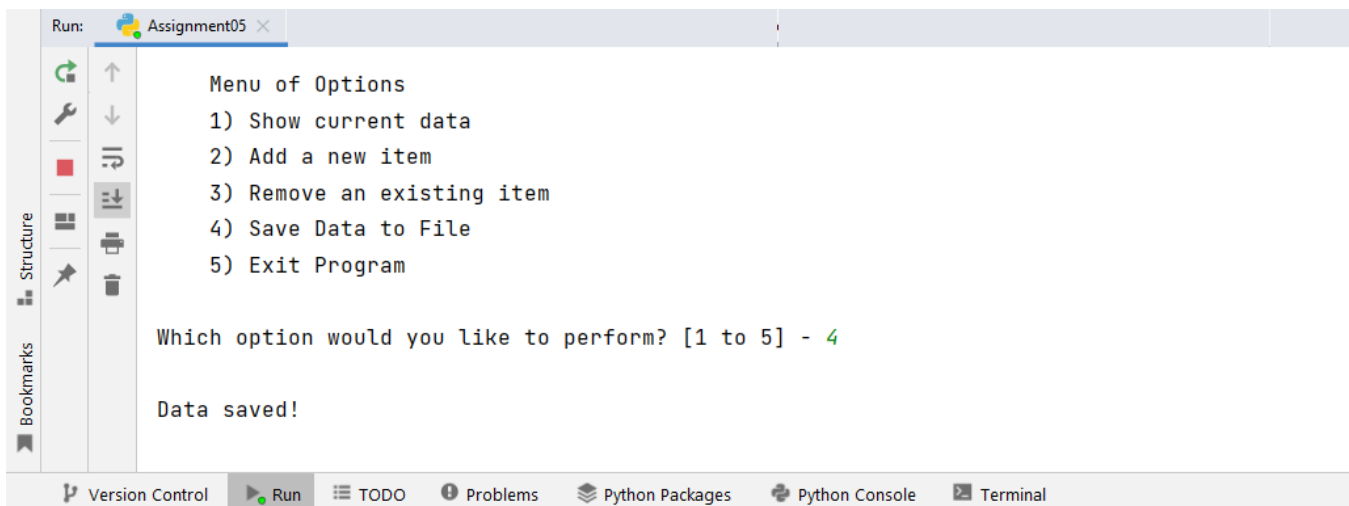 Run: Assignment05
Menu of Options
1) Show current data
2) Add a new item
3) Remove an existing item
4) Save Data to File
5) Exit Program
Which option would you like to perform? [1 to 5] - 4
Data saved!
Structure
Bookmarks
Version Control Run TODO Problems Python Packages Python Console Terminal